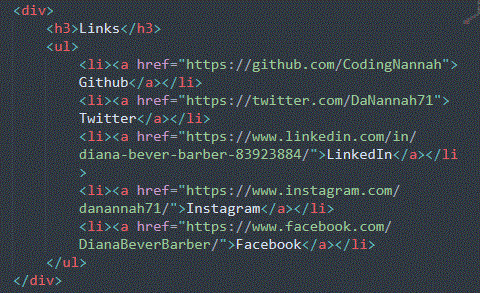 <div>
<h3>Links</h3>
<ul>
<li><a href="https://github.com/CodingNannah">
Github</a></li>
<li><a href="https://twitter.com/DaNannah71">
Twitter</a></li>
<li><a href="https://www.linkedin.com/in/
diana-bever-barber-83923884/">LinkedIn</a></li
>
<li><a href="https://www.instagram.com/
danannah71/">Instagram</a></li>
<li><a href="https://www.facebook.com/
DianaBeverBarber/">Facebook</a></li>
</ul>
</div>